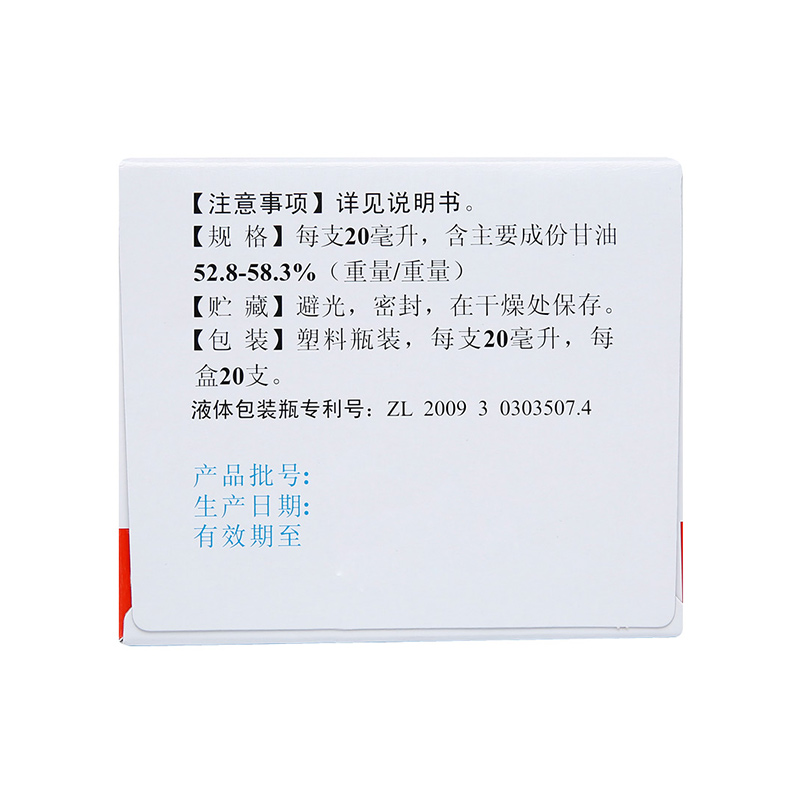 【注意事项】详见说明书。
【规 格】每支20毫升，含主要成份甘油
52.8-58.3%（重量/重量）
【贮 藏】避光，密封，在干燥处保存。
【包 装】塑料瓶装，每支20毫升，每
盒20支。
液体包装瓶专利号：ZL 2009 3 0303507.4
产品批号:
生产日期:
有效期至